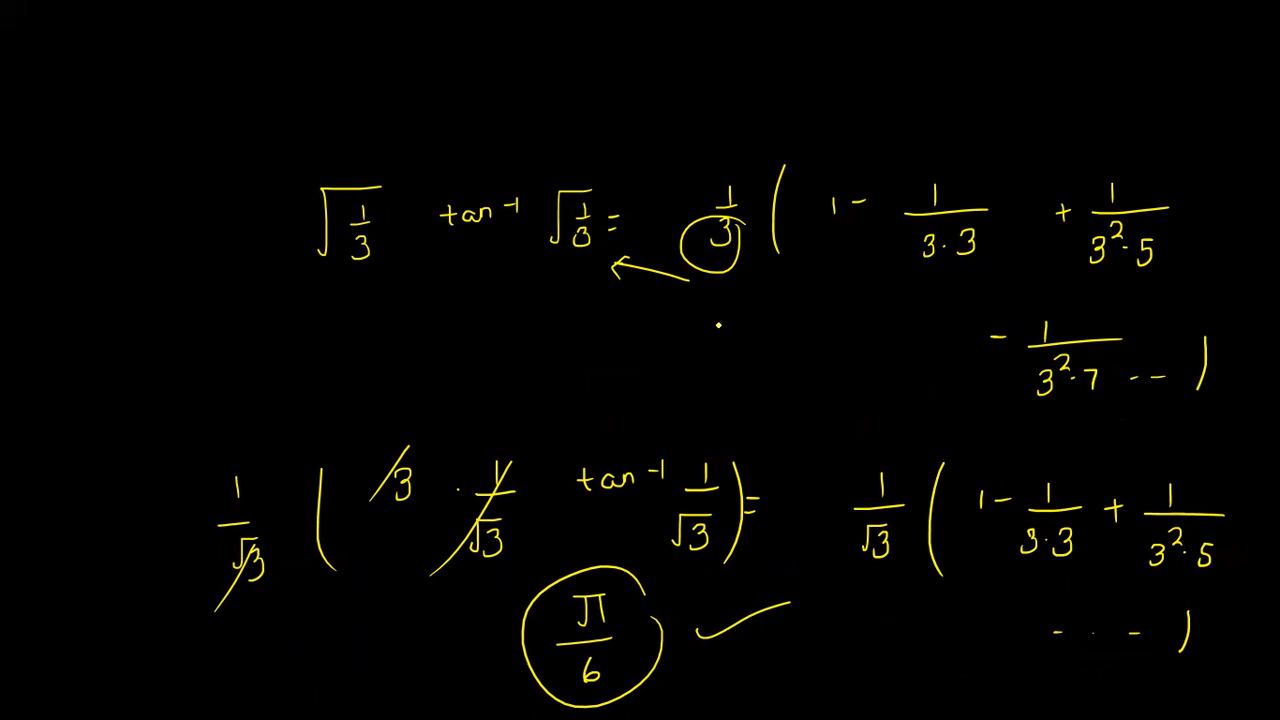 √(1/3) tan⁻¹ √(1/3) = 1/3 ( 1 - 1/(3·3) + 1/(3²·5)
- 1/(3²·7) -- )
1/√3 ( 3 · 1/√3 tan⁻¹ 1/√3 ) = 1/√3 ( 1 - 1/(3·3) + 1/(3²·5)
π/6 ✓ - · - )